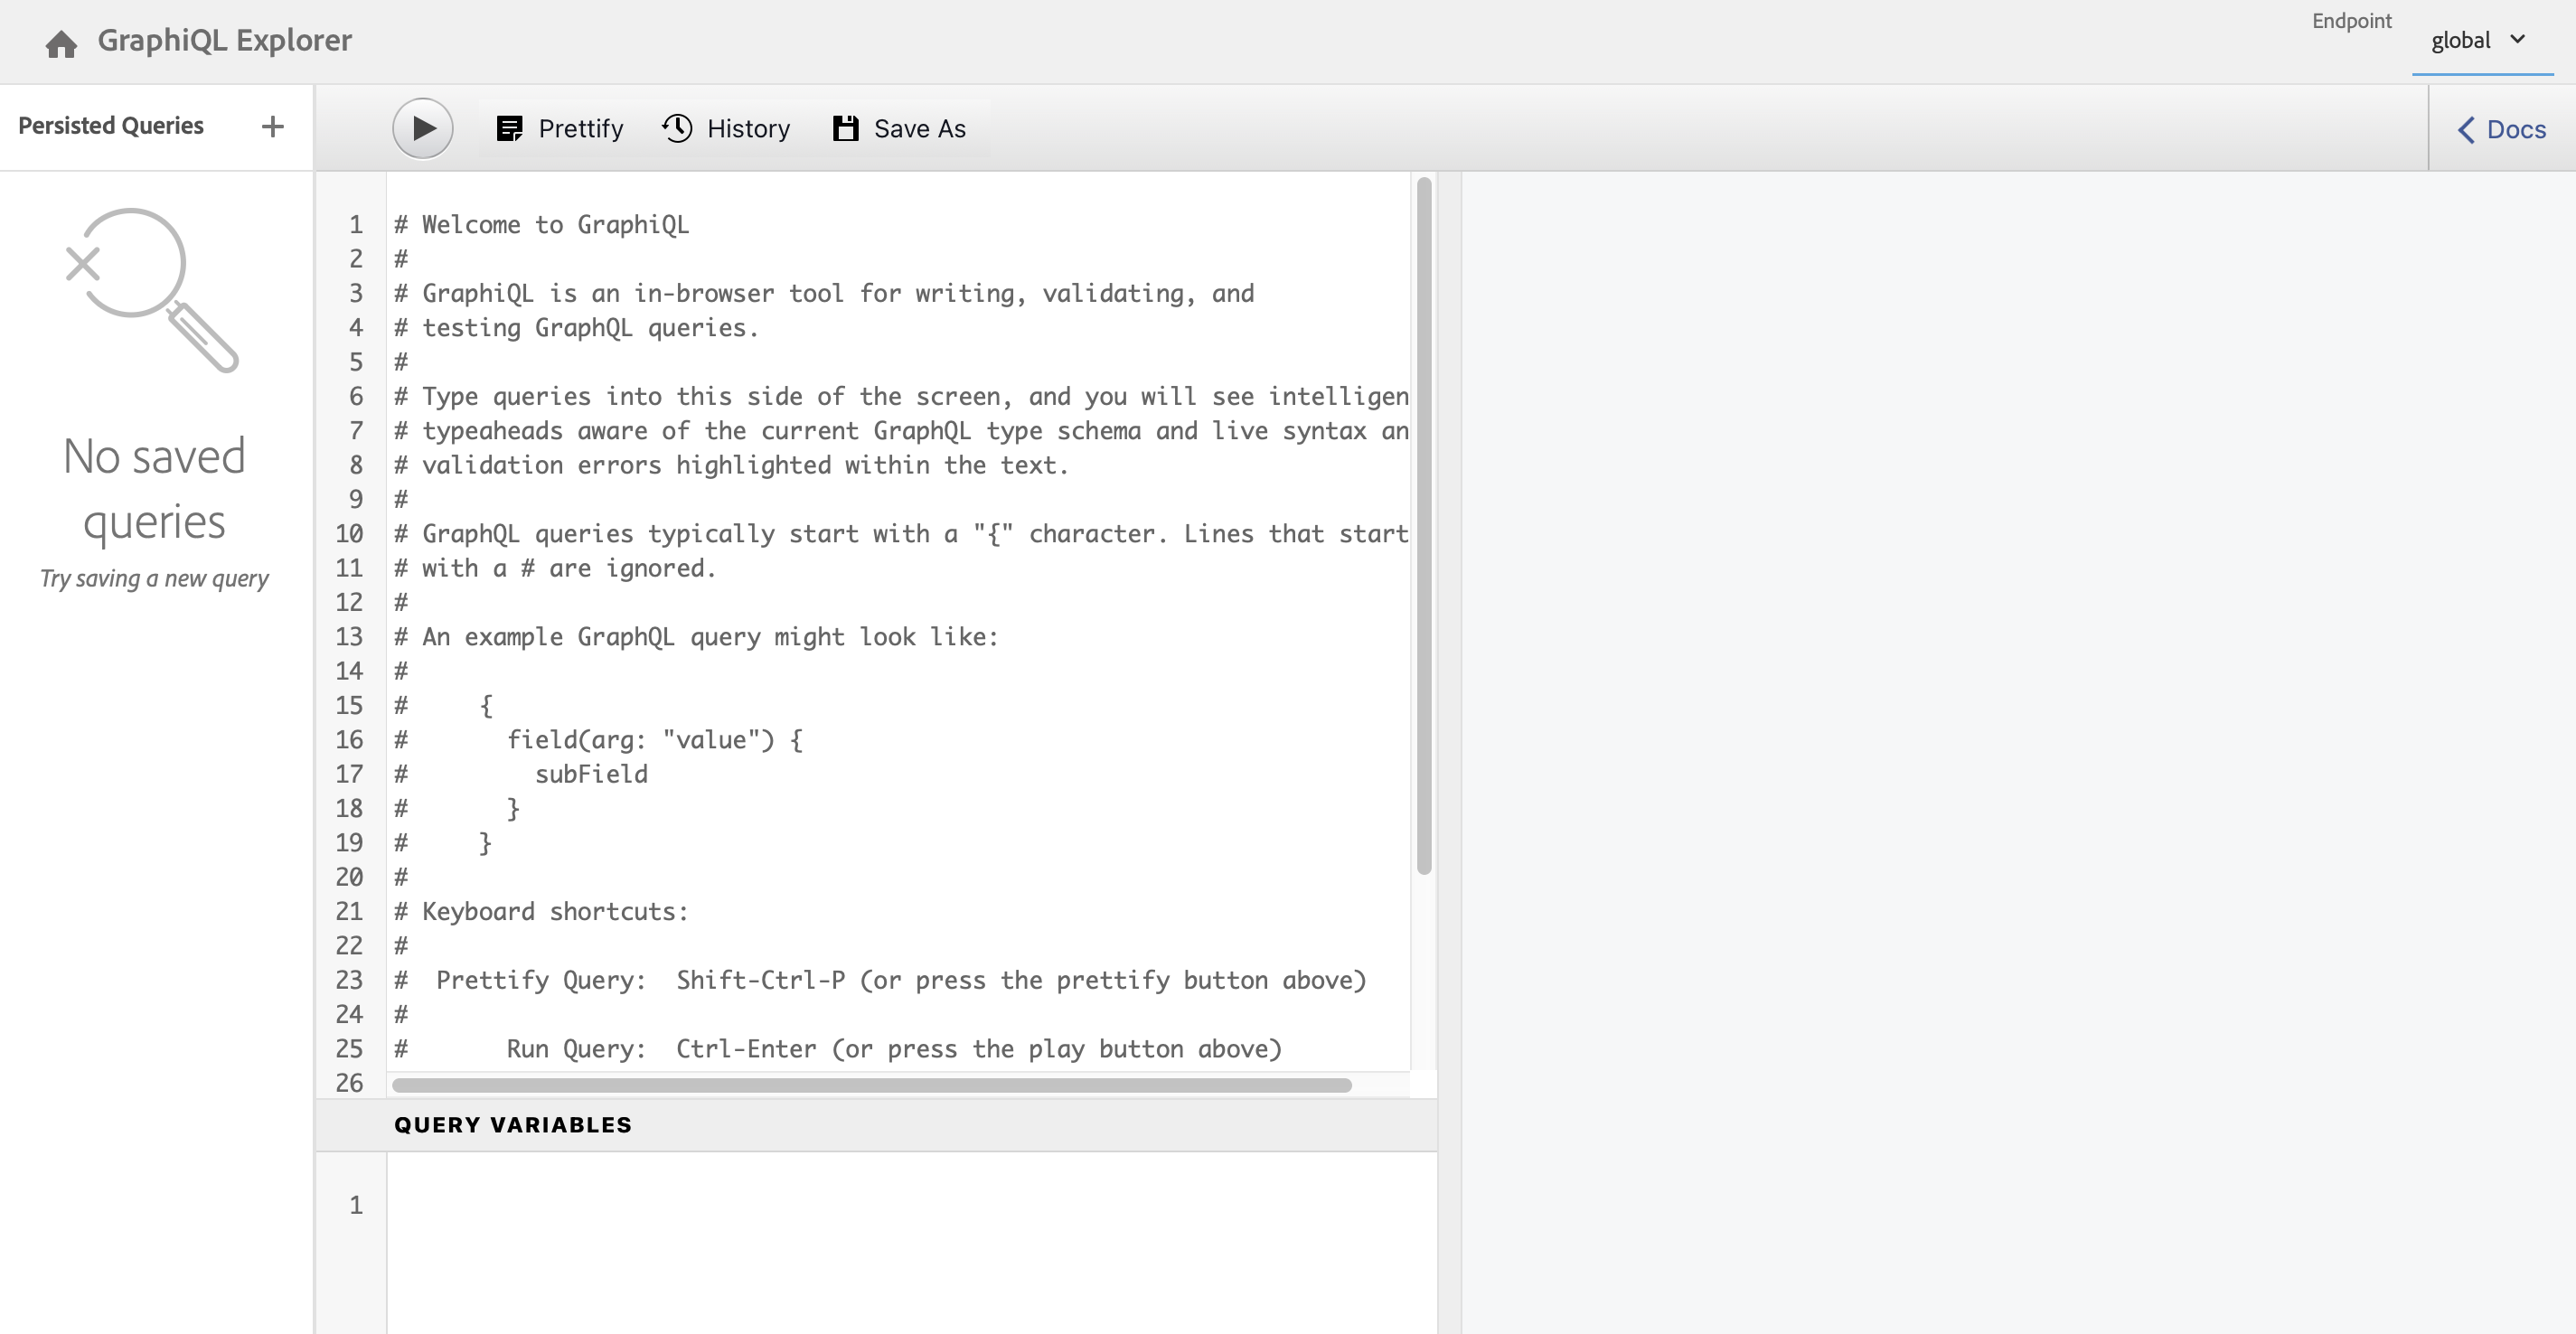 GraphiQL Explorer
Endpoint
global
Persisted Queries
Prettify
History
Save As
Docs
No saved
queries
Try saving a new query
1 # Welcome to GraphiQL
2 #
3 # GraphiQL is an in-browser tool for writing, validating, and
4 # testing GraphQL queries.
5 #
6 # Type queries into this side of the screen, and you will see intelligen
7 # typeaheads aware of the current GraphQL type schema and live syntax an
8 # validation errors highlighted within the text.
9 #
10 # GraphQL queries typically start with a "{" character. Lines that start
11 # with a # are ignored.
12 #
13 # An example GraphQL query might look like:
14 #
15 #     {
16 #       field(arg: "value") {
17 #         subField
18 #       }
19 #     }
20 #
21 # Keyboard shortcuts:
22 #
23 #  Prettify Query:  Shift-Ctrl-P (or press the prettify button above)
24 #
25 #       Run Query:  Ctrl-Enter (or press the play button above)
26
QUERY VARIABLES
1